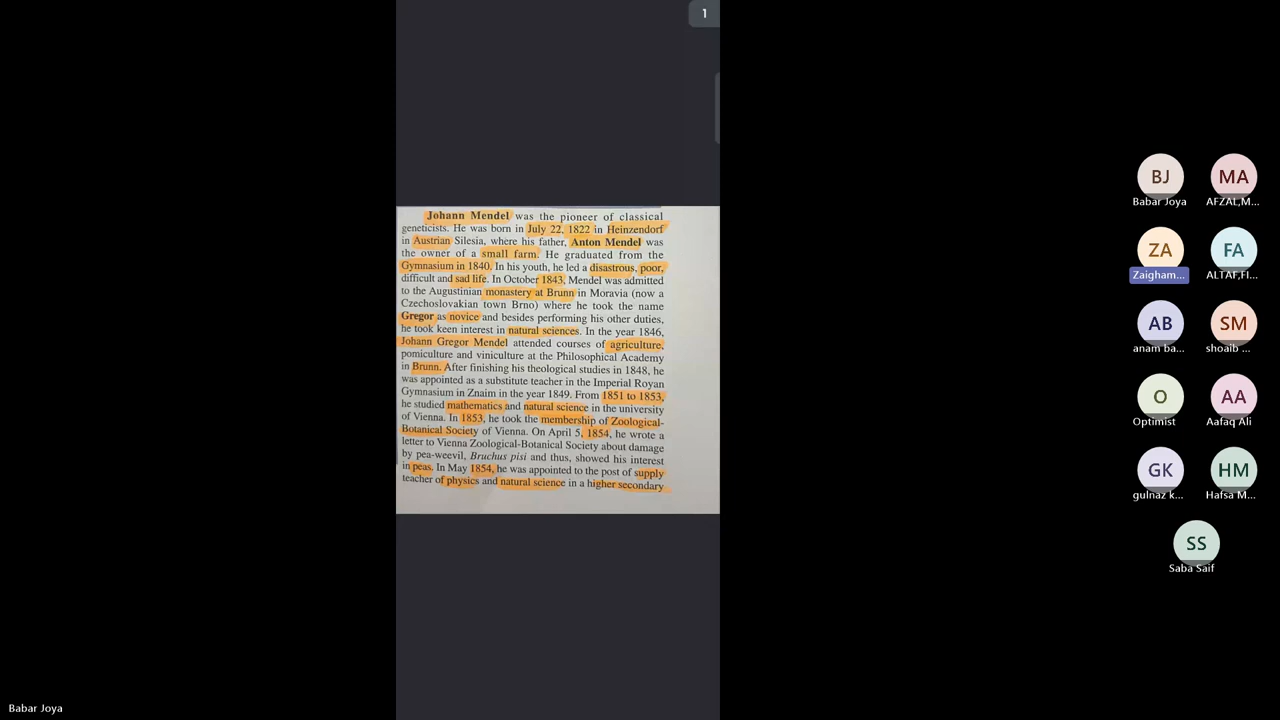 1
Johann Mendel was the pioneer of classical
geneticists. He was born in July 22, 1822 in Heinzendorf
in Austrian Silesia, where his father, Anton Mendel was
the owner of a small farm. He graduated from the
Gymnasium in 1840. In his youth, he led a disastrous, poor,
difficult and sad life. In October 1843, Mendel was admitted
to the Augustinian monastery at Brunn in Moravia (now a
Czechoslovakian town Brno) where he took the name
Gregor as novice and besides performing his other duties,
he took keen interest in natural sciences. In the year 1846,
Johann Gregor Mendel attended courses of agriculture,
pomiculture and viniculture at the Philosophical Academy
in Brunn. After finishing his theological studies in 1848, he
was appointed as a substitute teacher in the Imperial Royan
Gymnasium in Znaim in the year 1849. From 1851 to 1853,
he studied mathematics and natural science in the university
of Vienna. In 1853, he took the membership of Zoological-
Botanical Society of Vienna. On April 5, 1854, he wrote a
letter to Vienna Zoological-Botanical Society about damage
by pea-weevil, Bruchus pisi and thus, showed his interest
in peas. In May 1854, he was appointed to the post of supply
teacher of physics and natural science in a higher secondary
BJ
MA
Babar Joya
AFZAL,M...
ZA
FA
Zaigham...
ALTAF,FI...
AB
SM
anam ba...
shoaib ...
O
AA
Optimist
Aafaq Ali
GK
HM
gulnaz k...
Hafsa M...
SS
Saba Saif
Babar Joya